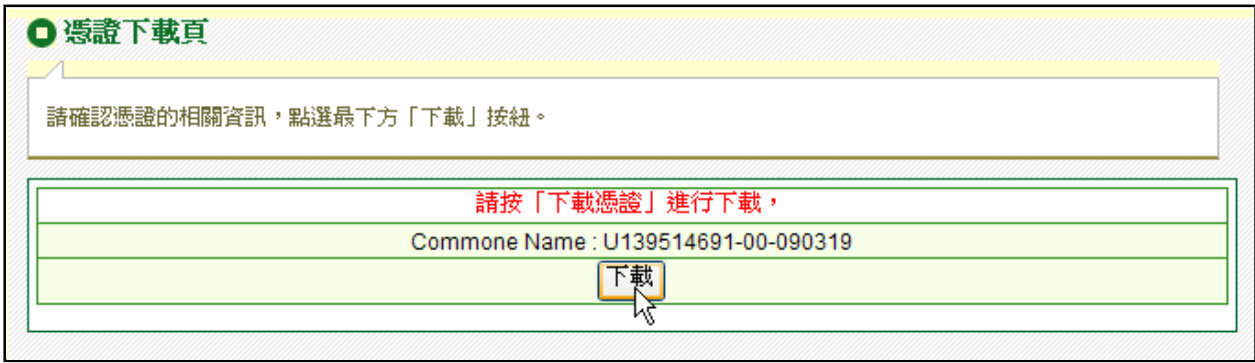 憑證下載頁
請確認憑證的相關資訊，點選最下方「下載」按紐。
請按「下載憑證」進行下載，
Commone Name : U139514691-00-090319
下載